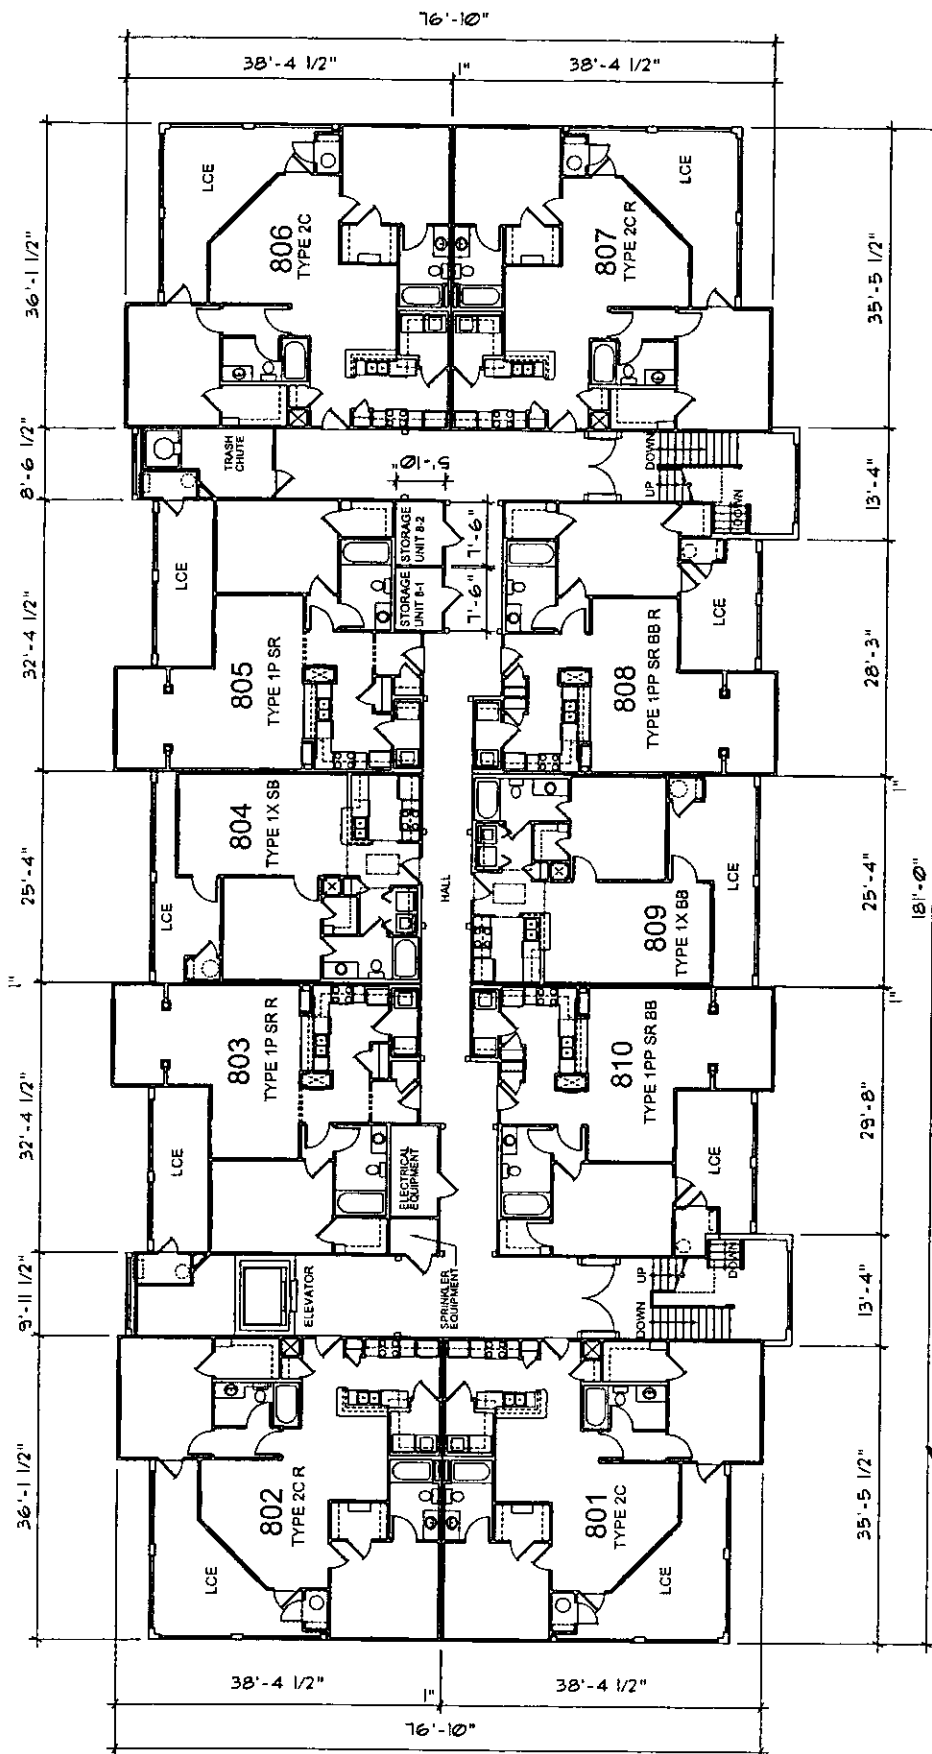 76'-10"
38'-4 1/2"
1"
38'-4 1/2"
36'-1 1/2"
8'-6 1/2"
32'-4 1/2"
25'-4"
1"
32'-4 1/2"
9'-11 1/2"
36'-1 1/2"
35'-5 1/2"
13'-4"
28'-3"
1"
25'-4"
181'-0"
1"
29'-8"
13'-4"
35'-5 1/2"
LCE
806
TYPE 2C
LCE
807
TYPE 2C R
TRASH
CHUTE
5'-10"
UP
DOWN
DOWN
LCE
805
TYPE 1P SR
STORAGE
UNIT 8-2
STORAGE
UNIT 8-1
7'-6"
7'-6"
LCE
808
TYPE 1PP SR BB R
LCE
804
TYPE 1X SB
HALL
809
TYPE 1X BB
LCE
803
TYPE 1P SR R
LCE
ELECTRICAL
EQUIPMENT
810
TYPE 1PP SR BB
LCE
ELEVATOR
SPRINKLER
EQUIPMENT
UP
DOWN
DOWN
802
TYPE 2C R
LCE
801
TYPE 2C
LCE
38'-4 1/2"
1"
38'-4 1/2"
76'-10"